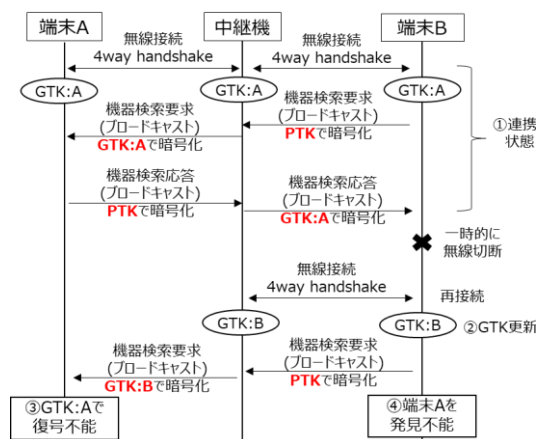 端末A
中継機
端末B
無線接続
4way handshake
無線接続
4way handshake
GTK:A
GTK:A
GTK:A
機器検索要求
(ブロードキャスト)
GTK:Aで暗号化
機器検索要求
(ブロードキャスト)
PTKで暗号化
①連携
状態
機器検索応答
(ブロードキャスト)
PTKで暗号化
機器検索応答
(ブロードキャスト)
GTK:Aで暗号化
一時的に
無線切断
無線接続
4way handshake
再接続
GTK:B
GTK:B
②GTK更新
機器検索要求
(ブロードキャスト)
GTK:Bで暗号化
機器検索要求
(ブロードキャスト)
PTKで暗号化
③GTK:Aで
復号不能
④端末Aを
発見不能